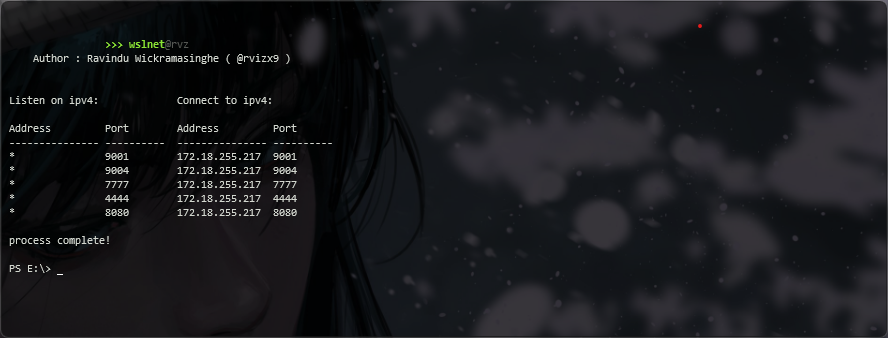 >>> wslnet@rvz
Author : Ravindu Wickramasinghe ( @rvizx9 )
Listen on ipv4:             Connect to ipv4:
Address         Port        Address         Port
--------------- ----------  --------------- ----------
*               9001        172.18.255.217  9001
*               9004        172.18.255.217  9004
*               7777        172.18.255.217  7777
*               4444        172.18.255.217  4444
*               8080        172.18.255.217  8080
process complete!
PS E:\> _